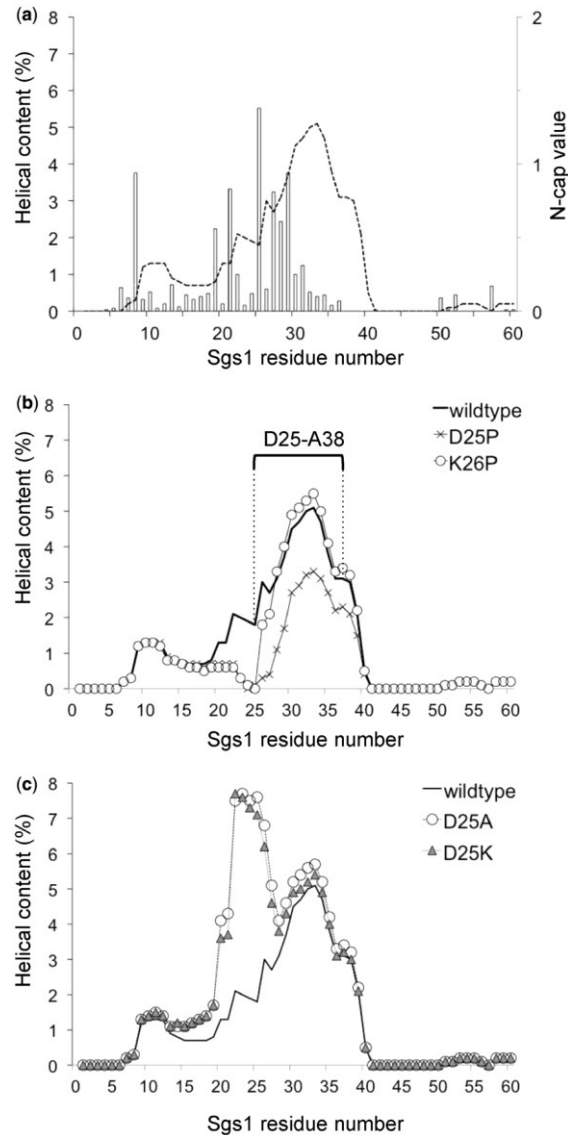 (a)
Helical content (%)
8
7
6
5
4
3
2
1
0
2
1
0
N-cap value
0 10 20 30 40 50 60
Sgs1 residue number
(b)
Helical content (%)
8
7
6
5
4
3
2
1
0
wildtype
D25P
K26P
D25-A38
0 5 10 15 20 25 30 35 40 45 50 55 60
Sgs1 residue number
(c)
Helical content (%)
8
7
6
5
4
3
2
1
0
wildtype
D25A
D25K
0 5 10 15 20 25 30 35 40 45 50 55 60
Sgs1 residue number